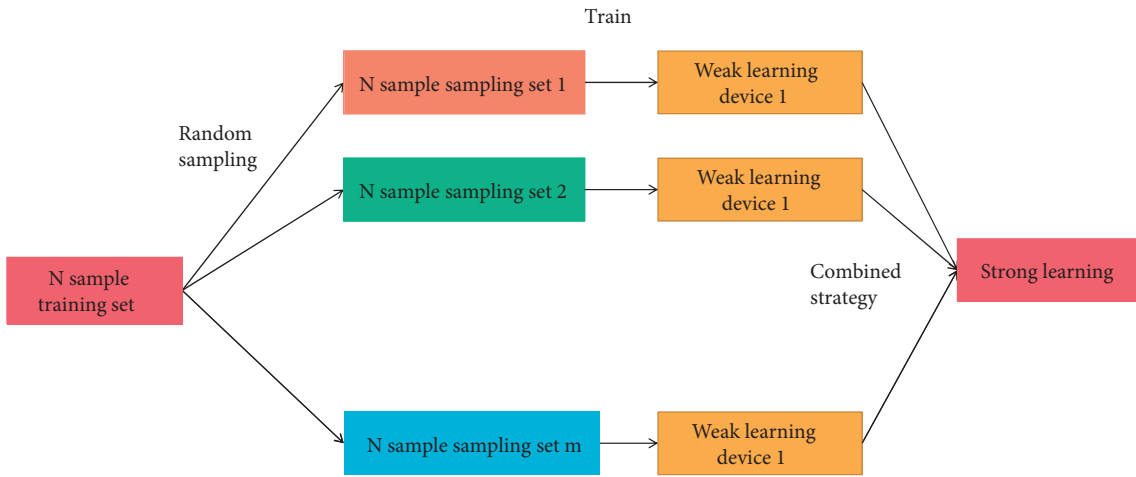 Train
N sample sampling set 1
Weak learning
device 1
Random
sampling
N sample sampling set 2
Weak learning
device 1
N sample
training set
Combined
strategy
Strong learning
N sample sampling set m
Weak learning
device 1